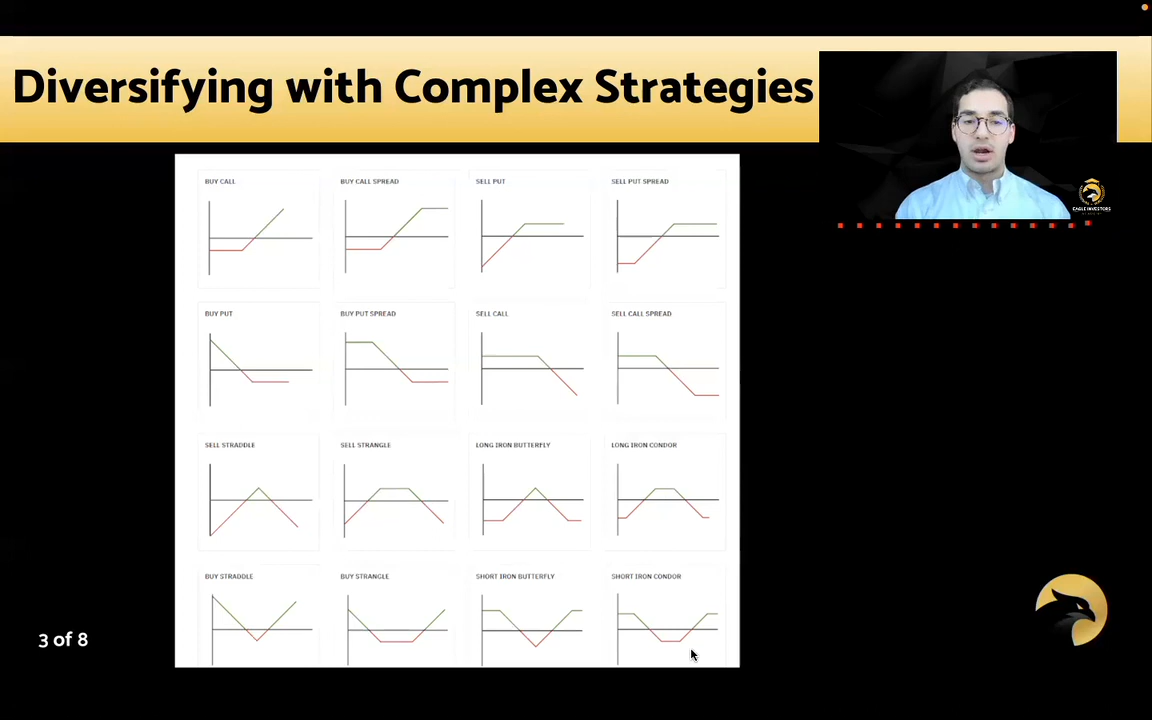 Diversifying with Complex Strategies
EAGLE INVESTORS
BUY CALL
BUY CALL SPREAD
SELL PUT
SELL PUT SPREAD
BUY PUT
BUY PUT SPREAD
SELL CALL
SELL CALL SPREAD
SELL STRADDLE
SELL STRANGLE
LONG IRON BUTTERFLY
LONG IRON CONDOR
BUY STRADDLE
BUY STRANGLE
SHORT IRON BUTTERFLY
SHORT IRON CONDOR
3 of 8